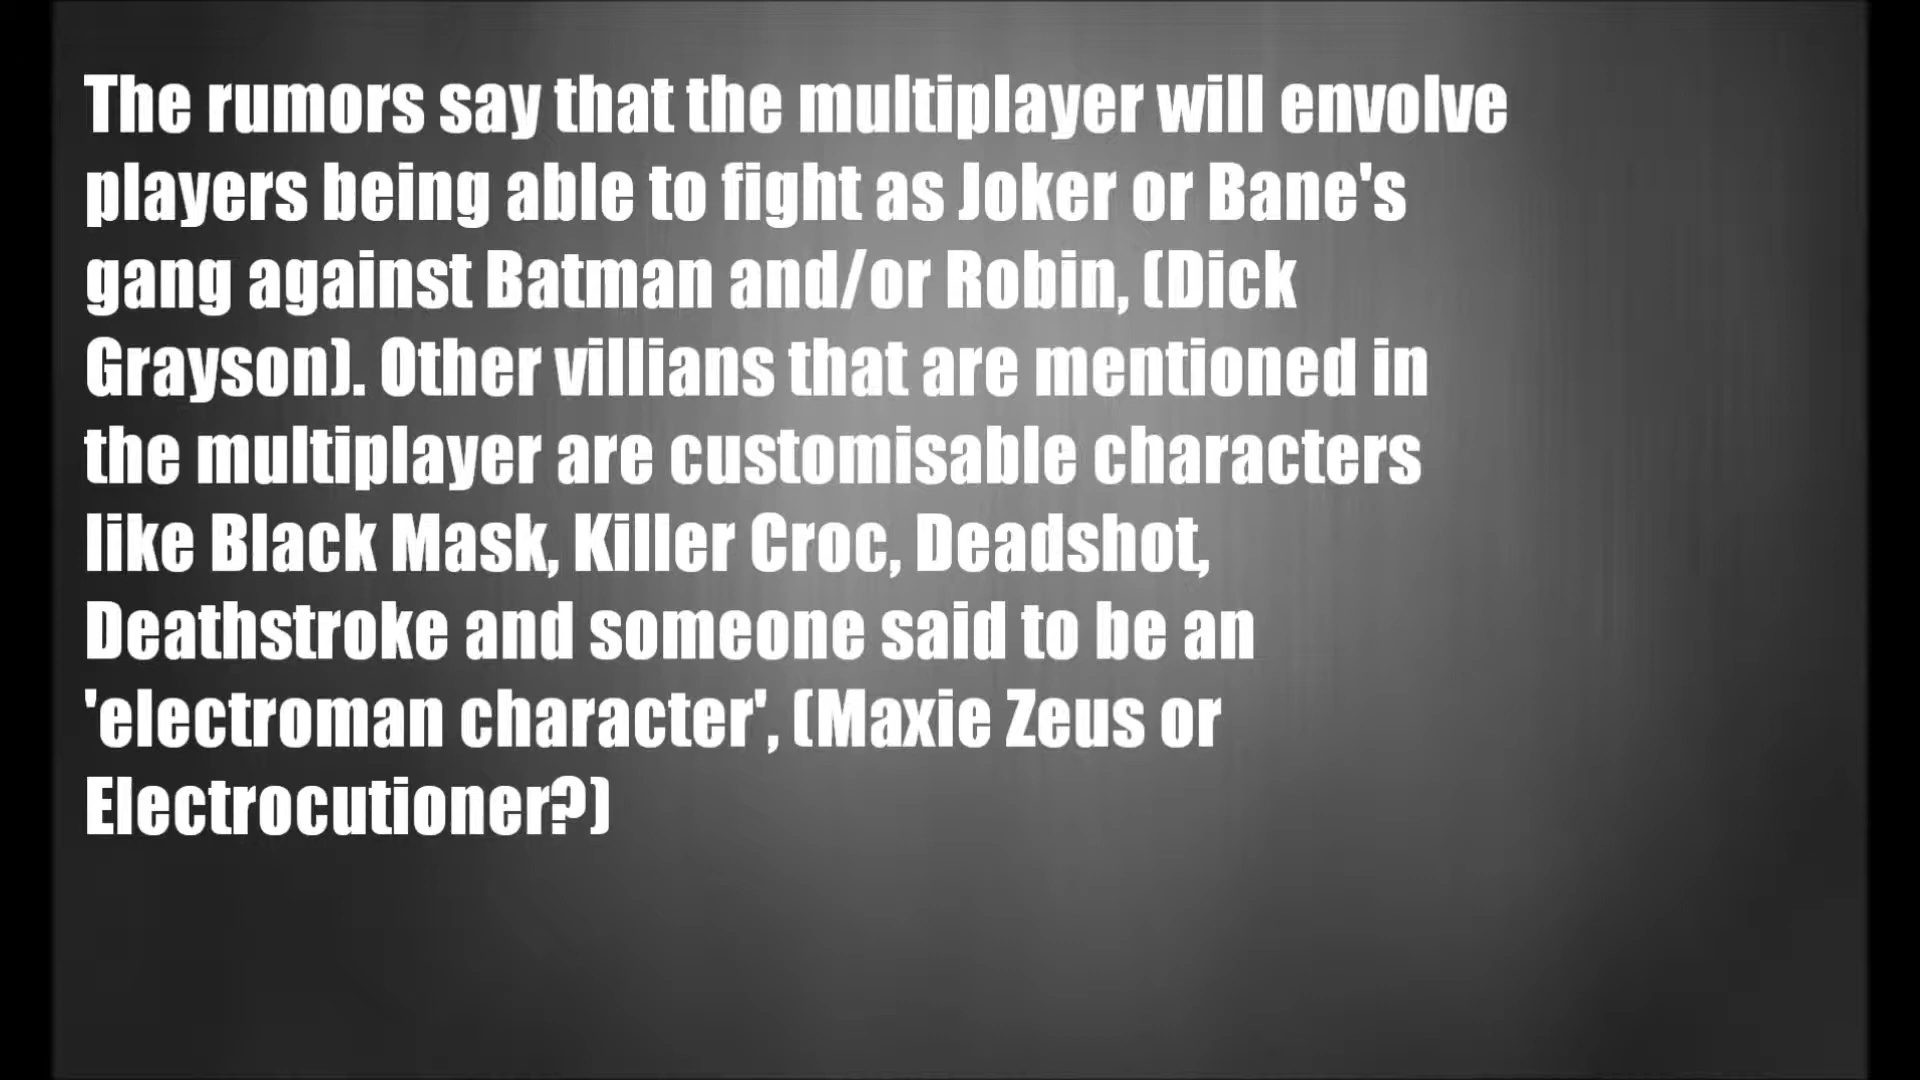 The rumors say that the multiplayer will envolve
players being able to fight as Joker or Bane's
gang against Batman and/or Robin, (Dick
Grayson). Other villians that are mentioned in
the multiplayer are customisable characters
like Black Mask, Killer Croc, Deadshot,
Deathstroke and someone said to be an
'electroman character', (Maxie Zeus or
Electrocutioner?)